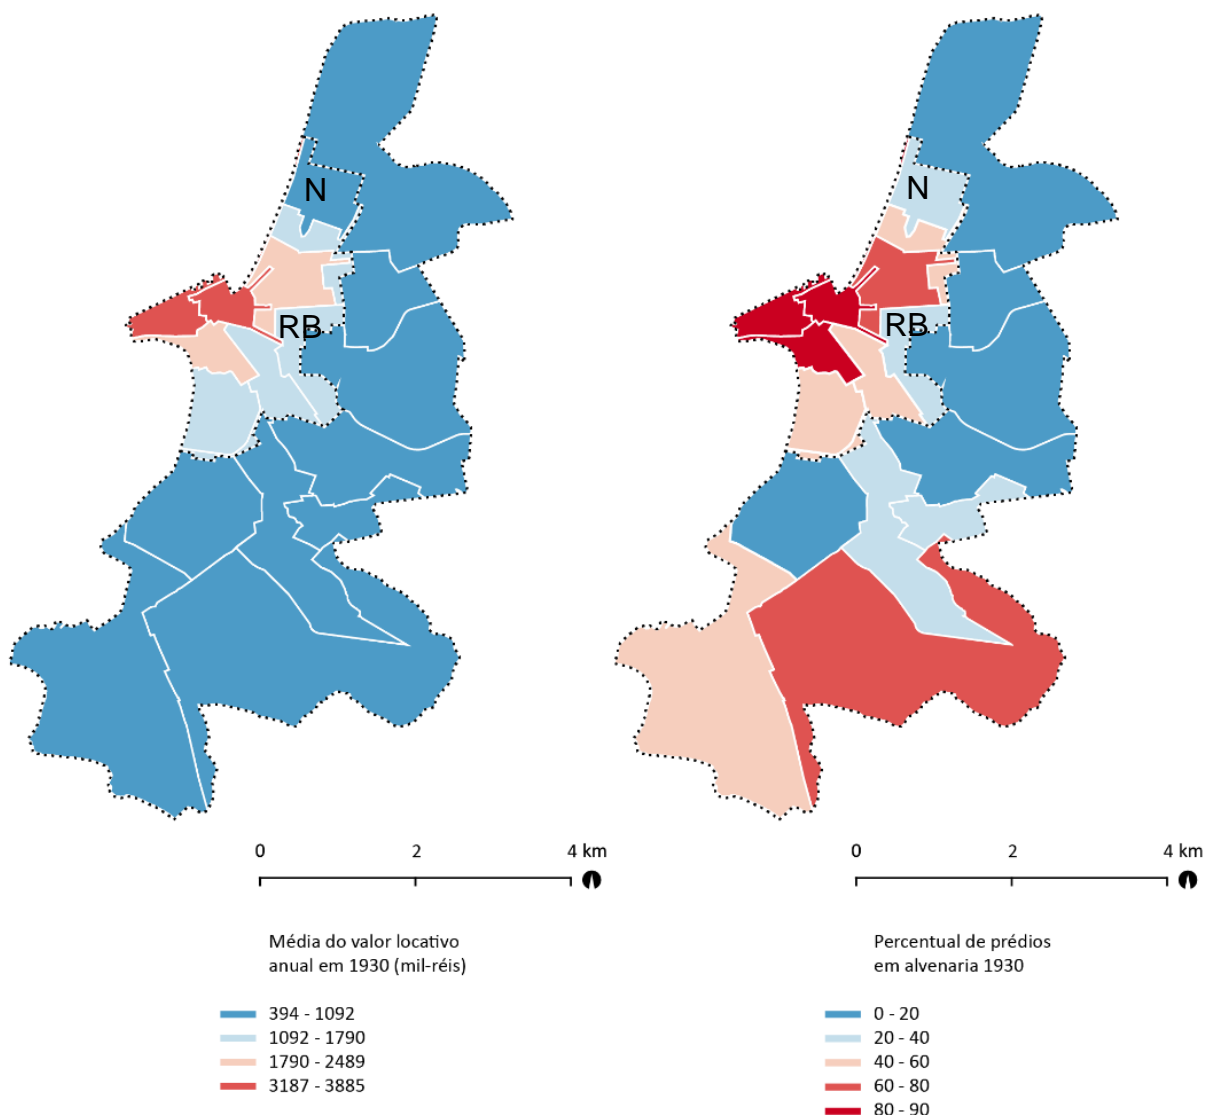 N
RB
N
RB
0 2 4 km
0 2 4 km
Média do valor locativo
anual em 1930 (mil-réis)
394 - 1092
1092 - 1790
1790 - 2489
3187 - 3885
Percentual de prédios
em alvenaria 1930
0 - 20
20 - 40
40 - 60
60 - 80
80 - 90